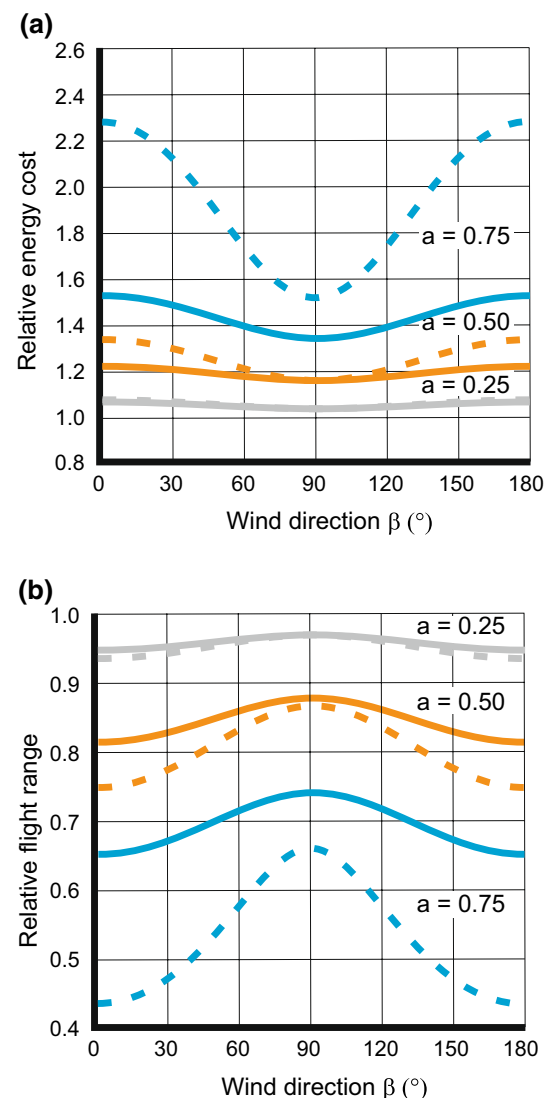 (a)
Relative energy cost
2.6
2.4
2.2
2.0
1.8
1.6
1.4
1.2
1.0
0.8
a = 0.75
a = 0.50
a = 0.25
0 30 60 90 120 150 180
Wind direction β (°)
(b)
Relative flight range
1.0
0.9
0.8
0.7
0.6
0.5
0.4
a = 0.25
a = 0.50
a = 0.75
0 30 60 90 120 150 180
Wind direction β (°)